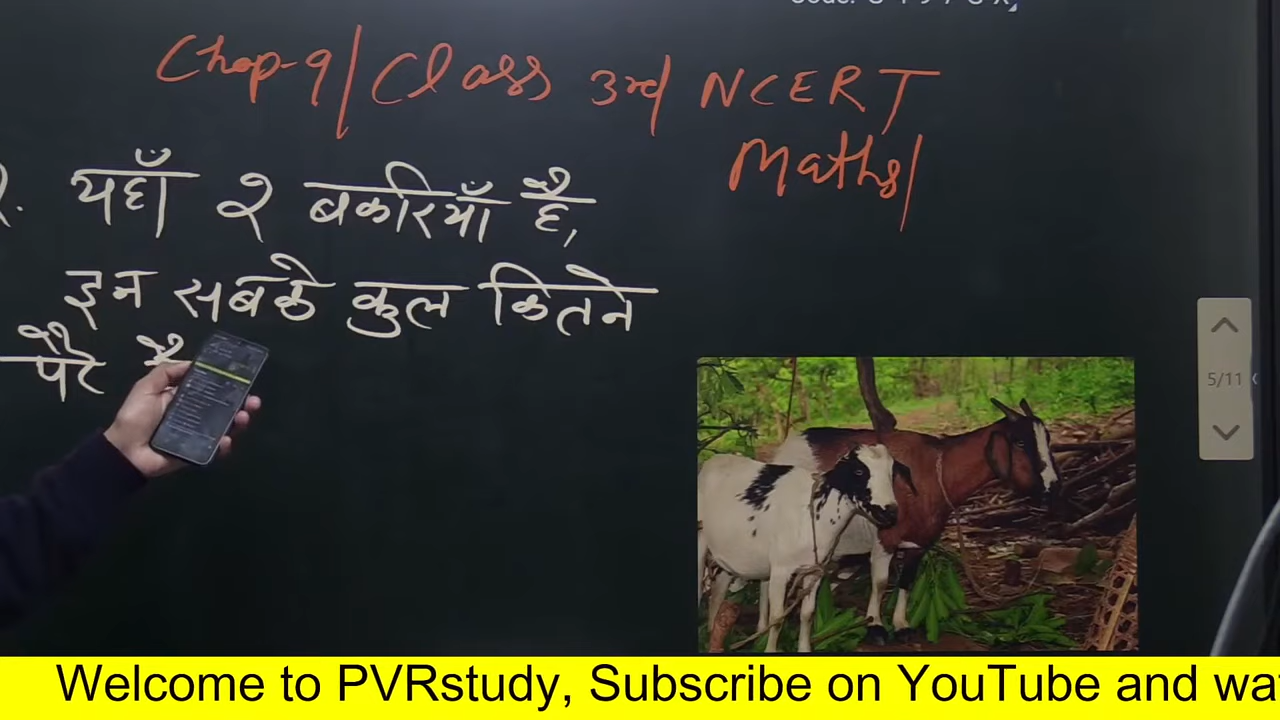 Chap-9/ Class 3rd/ NCERT
Maths/
यहाँ २ बकरियाँ है,
इन सबके कुल कितने
पैर
5/11
Welcome to PVRstudy, Subscribe on YouTube and wa